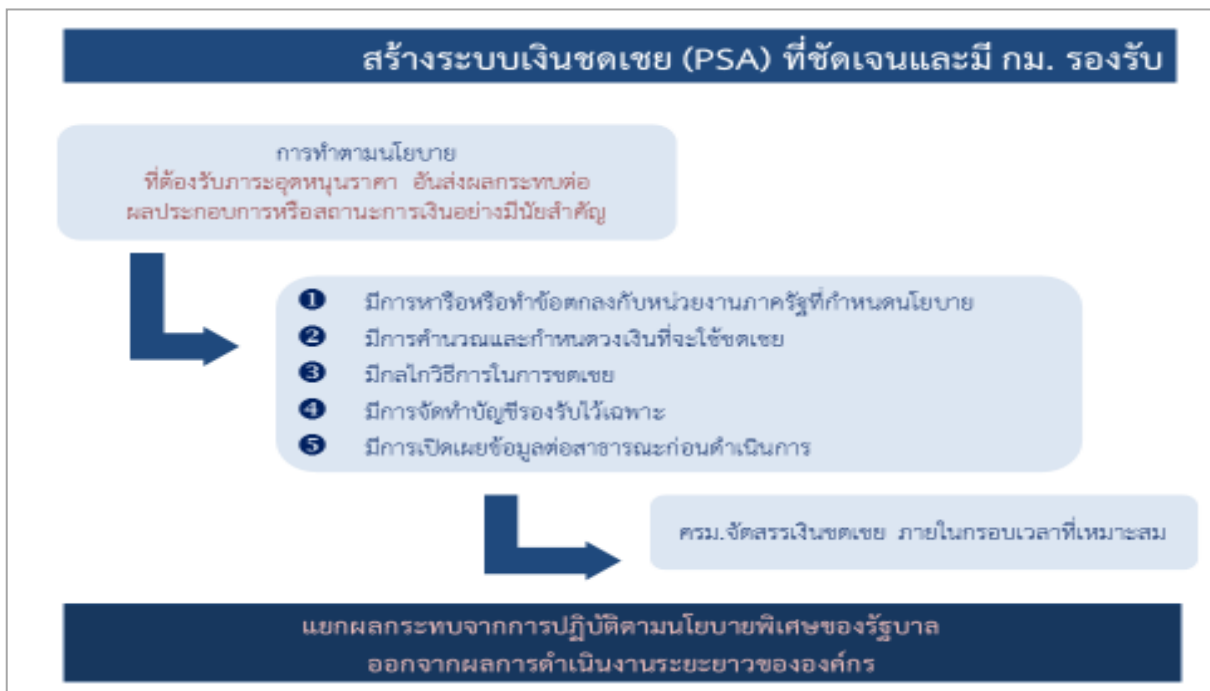 สร้างระบบเงินชดเชย (PSA) ที่ชัดเจนและมี กม. รองรับ
การทำตามนโยบาย
ที่ต้องรับภาระอุดหนุนราคา อันส่งผลกระทบต่อ
ผลประกอบการหรือสถานะการเงินอย่างมีนัยสำคัญ
❶ มีการหารือหรือทำข้อตกลงกับหน่วยงานภาครัฐที่กำหนดนโยบาย
❷ มีการคำนวณและกำหนดวงเงินที่จะใช้ชดเชย
❸ มีกลไกวิธีการในการชดเชย
❹ มีการจัดทำบัญชีรองรับไว้เฉพาะ
❺ มีการเปิดเผยข้อมูลต่อสาธารณะก่อนดำเนินการ
ครม.จัดสรรเงินชดเชย ภายในกรอบเวลาที่เหมาะสม
แยกผลกระทบจากการปฏิบัติตามนโยบายพิเศษของรัฐบาล
ออกจากผลการดำเนินงานระยะยาวขององค์กร